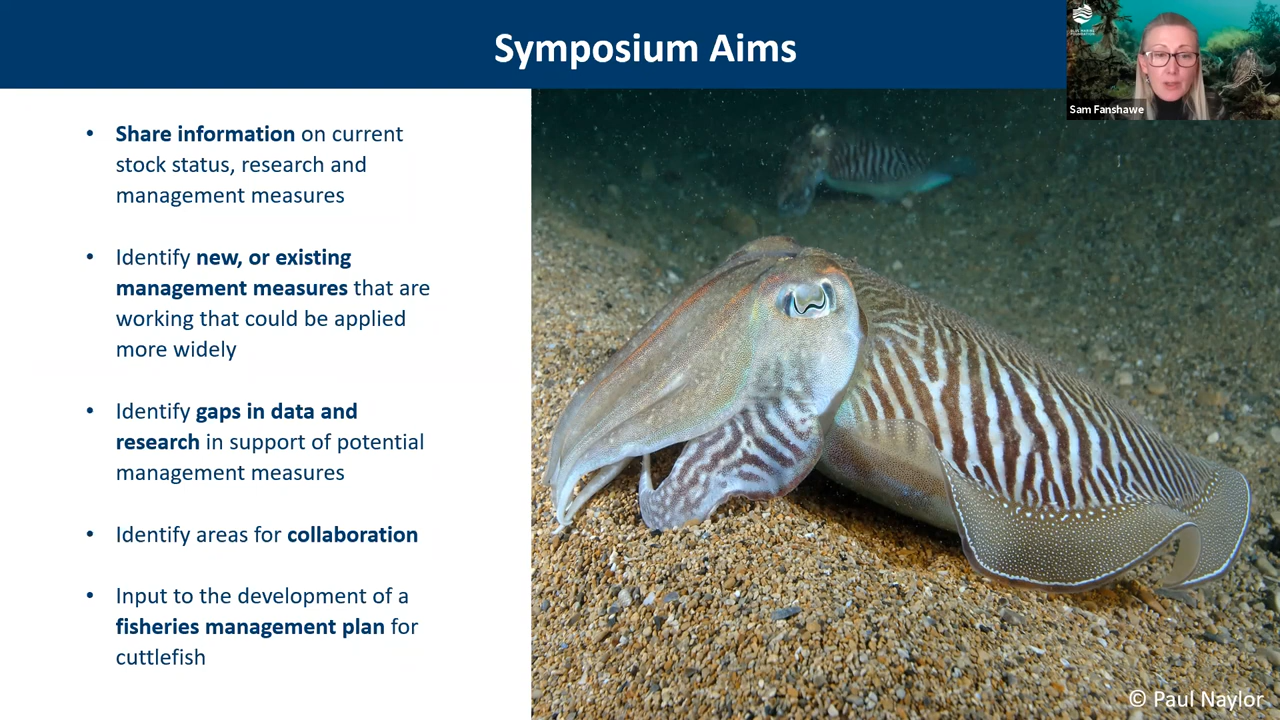 Symposium Aims
Sam Fanshawe
• Share information on current
stock status, research and
management measures
• Identify new, or existing
management measures that are
working that could be applied
more widely
• Identify gaps in data and
research in support of potential
management measures
• Identify areas for collaboration
• Input to the development of a
fisheries management plan for
cuttlefish
© Paul Naylor